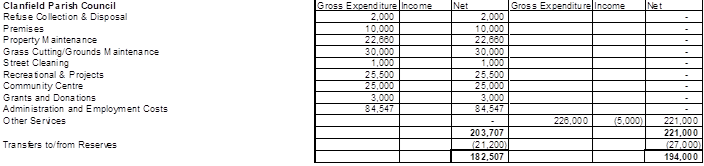 Clanfield Parish Council Gross Expenditure Income Net Gross Expenditure Income Net
Refuse Collection & Disposal 2,000 2,000 -
Premises 10,000 10,000 -
Property Maintenance 22,660 22,660 -
Grass Cutting/Grounds Maintenance 30,000 30,000 -
Street Cleaning 1,000 1,000 -
Recreational & Projects 25,500 25,500 -
Community Centre 25,000 25,000 -
Grants and Donations 3,000 3,000 -
Administration and Employment Costs 84,547 84,547 -
Other Services - 226,000 (5,000) 221,000
203,707 221,000
Transfers to/from Reserves (21,200) (27,000)
182,507 194,000